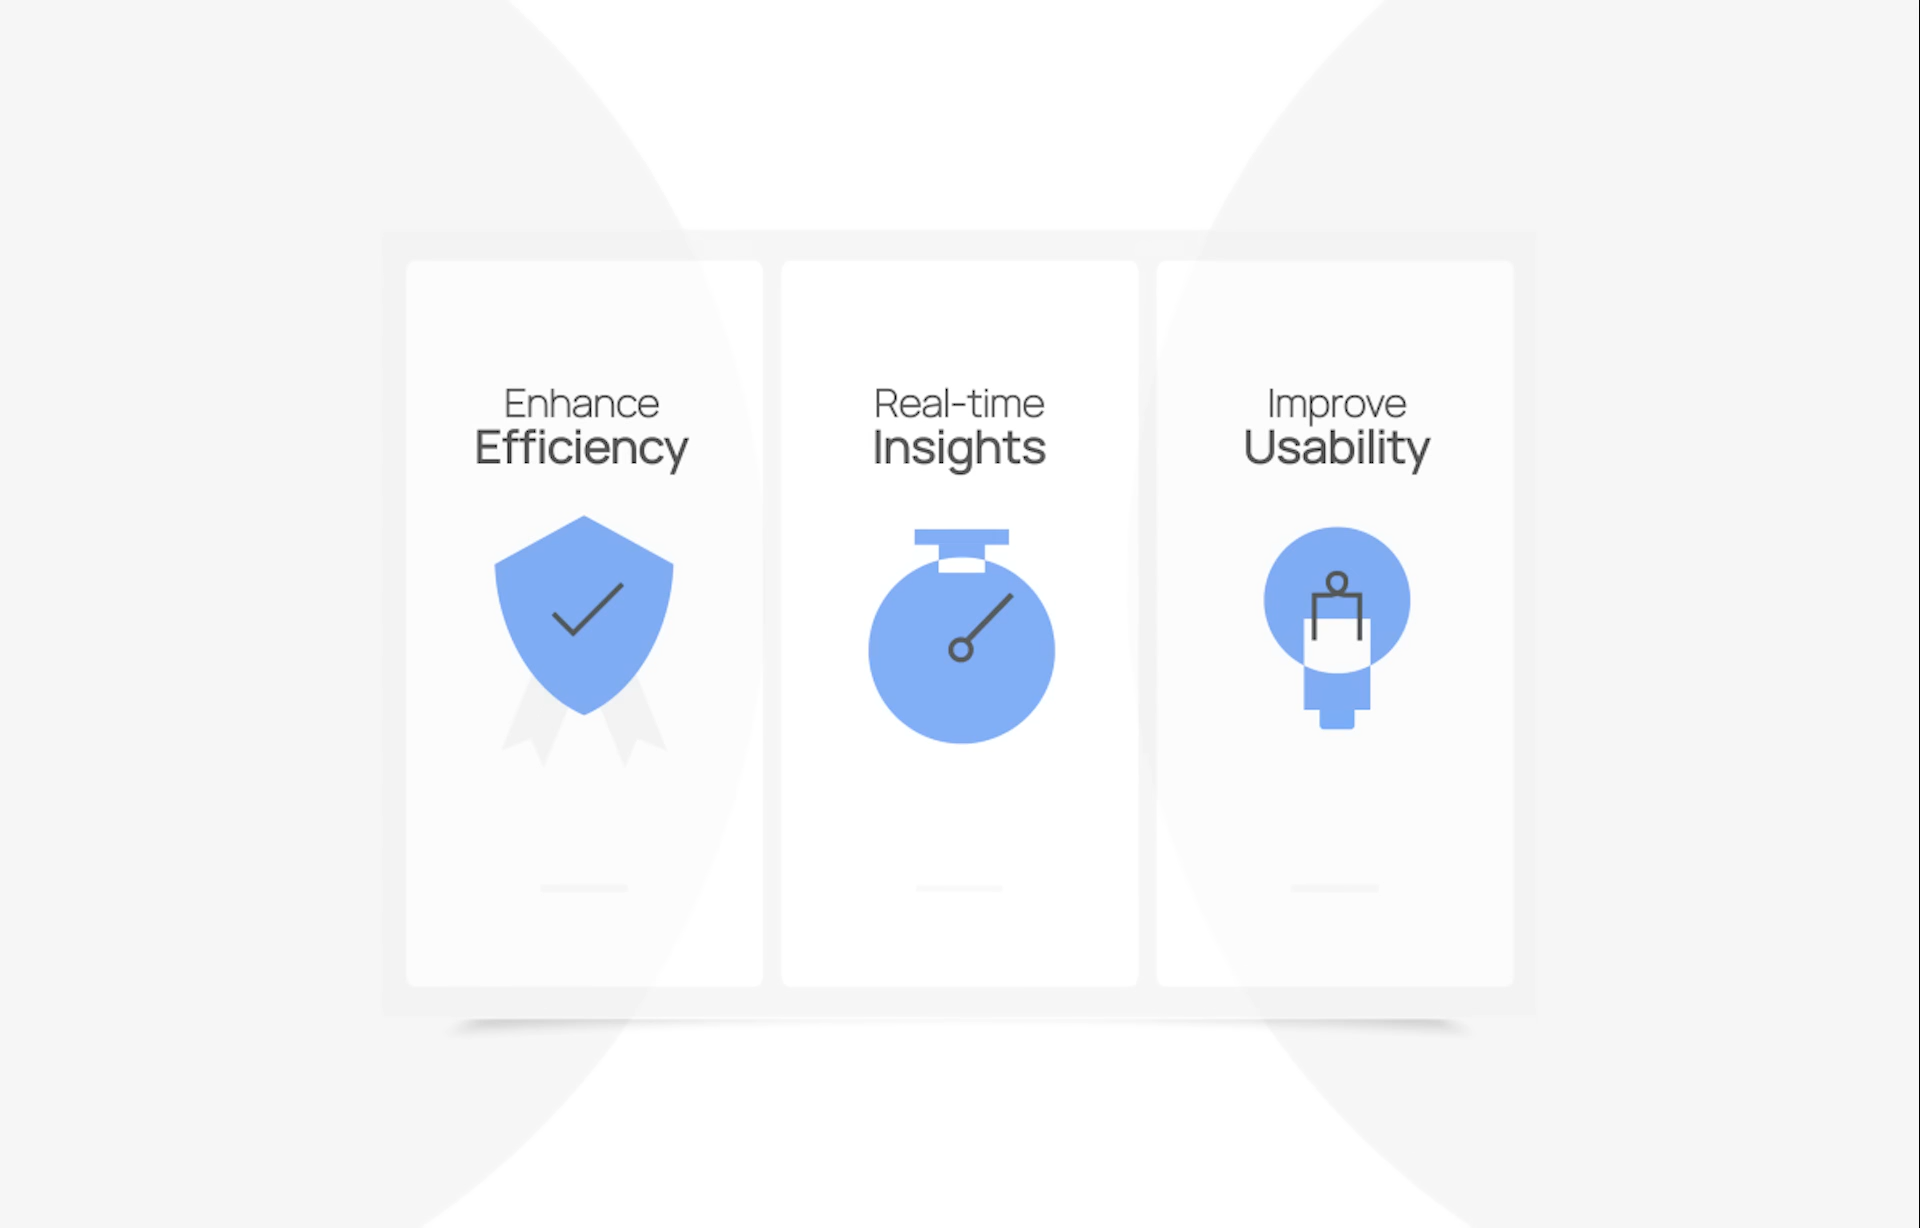 Enhance
Efficiency
Real-time
Insights
Improve
Usability